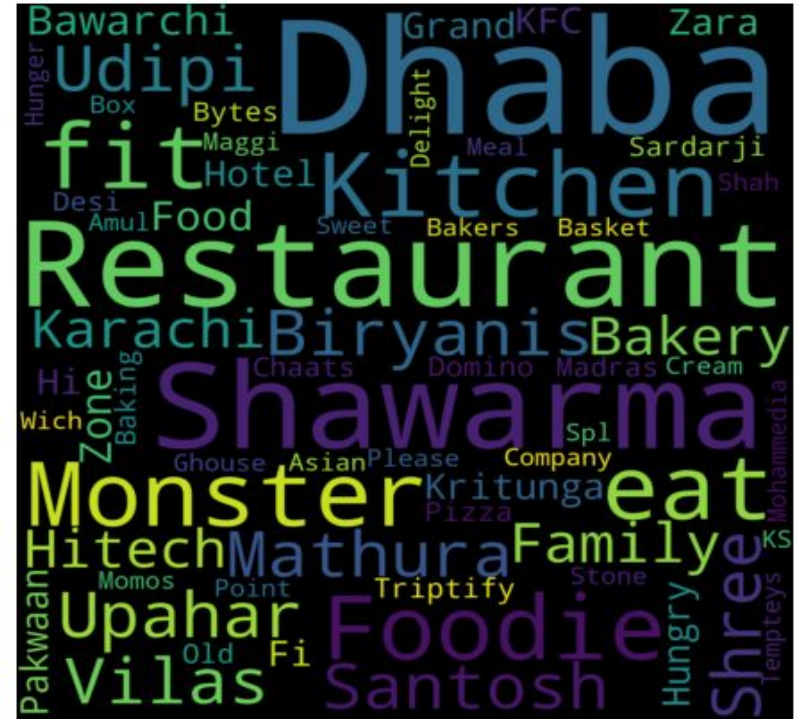 Bawarchi
Grand
KFC
Zara
Hunger
Udipi
Dhaba
Box
Bytes
Delight
fit
Maggi
Meal
Sardarji
Hotel
Kitchen
Shah
Desi
Amul
Food
Sweet
Bakers
Basket
Restaurant
Karachi
Biryanis
Bakery
Hi
Zone
Baking
Chaats
Domino
Madras
Cream
Shawarma
Mohammedia
Wich
Spl
Ghouse
Asian
Please
Company
Monster
Kritunga
eat
Pizza
Hitech
Mathura
Family
KS
Shree
Pakwaan
Momos
Point
Triptify
Stone
Tempteys
Upahar
Foodie
Hungry
Old
Fi
Vilas
Santosh